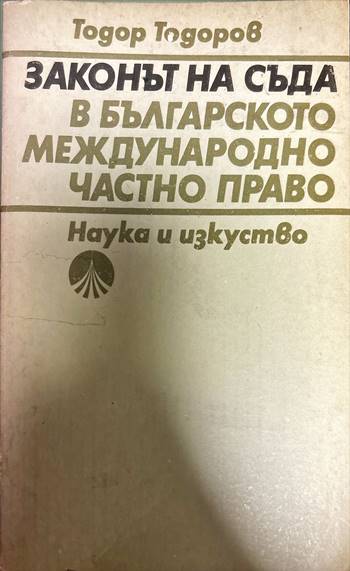 Тодор Тодоров
ЗАКОНЪТ НА СЪДА
В БЪЛГАРСКОТО
МЕЖДУНАРОДНО
ЧАСТНО ПРАВО
Наука и изкуство